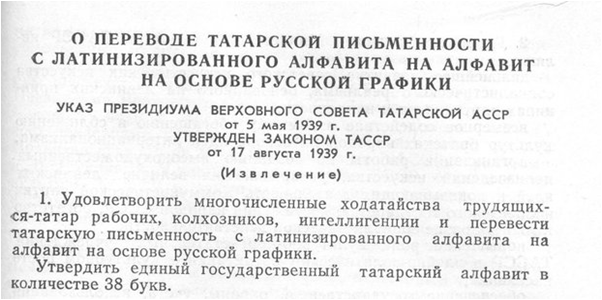 О ПЕРЕВОДЕ ТАТАРСКОЙ ПИСЬМЕННОСТИ
С ЛАТИНИЗИРОВАННОГО АЛФАВИТА НА АЛФАВИТ
НА ОСНОВЕ РУССКОЙ ГРАФИКИ
УКАЗ ПРЕЗИДИУМА ВЕРХОВНОГО СОВЕТА ТАТАРСКОЙ АССР
от 5 мая 1939 г.
УТВЕРЖДЕН ЗАКОНОМ ТАССР
от 17 августа 1939 г.
(Извлечение)
1. Удовлетворить многочисленные ходатайства трудящих-
ся-татар рабочих, колхозников, интеллигенции и перевести
татарскую письменность с латинизированного алфавита на
алфавит на основе русской графики.
Утвердить единый государственный татарский алфавит в
количестве 38 букв.